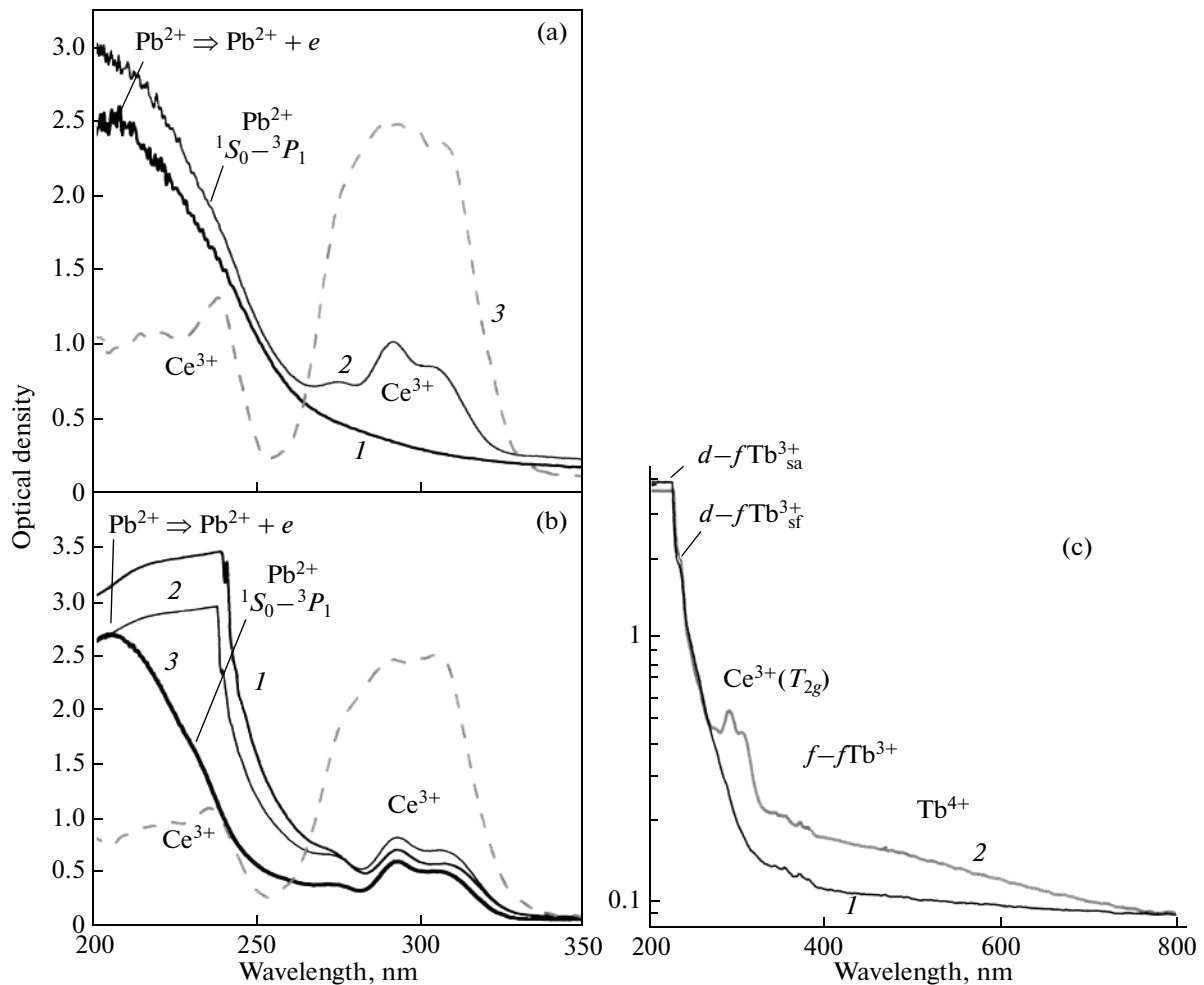 (a)
Pb2+ ⇒ Pb2+ + e
3.0
2.5
Pb2+
1S0–3P1
2.0
1.5
3
1.0
2
Ce3+
Ce3+
0.5
1
0
Optical density
(b)
Pb2+ ⇒ Pb2+ + e
3.5
Pb2+
1S0–3P1
2
3.0
2.5
3
1
2.0
1.5
Ce3+
1.0
Ce3+
0.5
0
200 250 300 350
Wavelength, nm
d–fTb3+sa
d–fTb3+sf
(c)
1
Ce3+(T2g)
f–fTb3+
Tb4+
2
0.1
1
200 400 600 800
Wavelength, nm